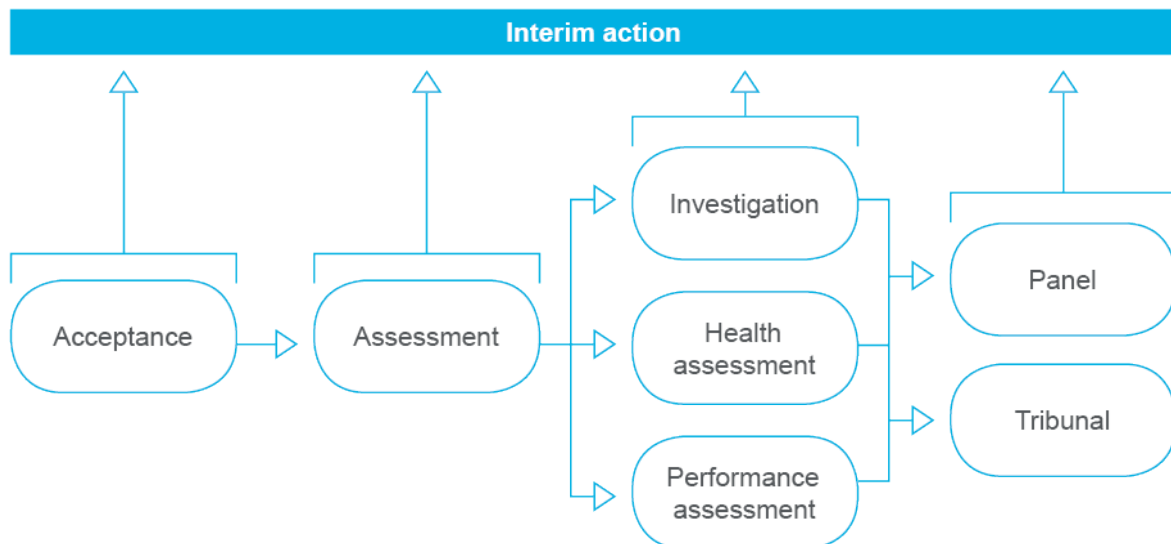 Interim action
Acceptance
Assessment
Investigation
Health
assessment
Performance
assessment
Panel
Tribunal